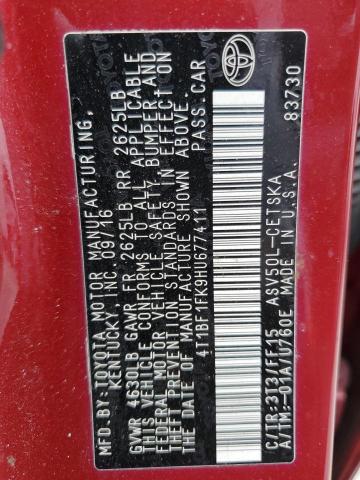 MFD. BY: TOYOTA MOTOR MANUFACTURING,
KENTUCKY, INC. 09/16
GVWR 4630LB GAWR FR 2625LB RR 2625LB
THIS VEHICLE CONFORMS TO ALL APPLICABLE
FEDERAL MOTOR VEHICLE SAFETY, BUMPER AND
THEFT PREVENTION STANDARDS IN EFFECT ON
THE DATE OF MANUFACTURE SHOWN ABOVE.
4T1BF1FK9HU677411 PASS. CAR
TOYOTA
C/TR:313/FF15 ASV50L-CETSKA
A/TM:-01A/U760E MADE IN U.S.A.
83730